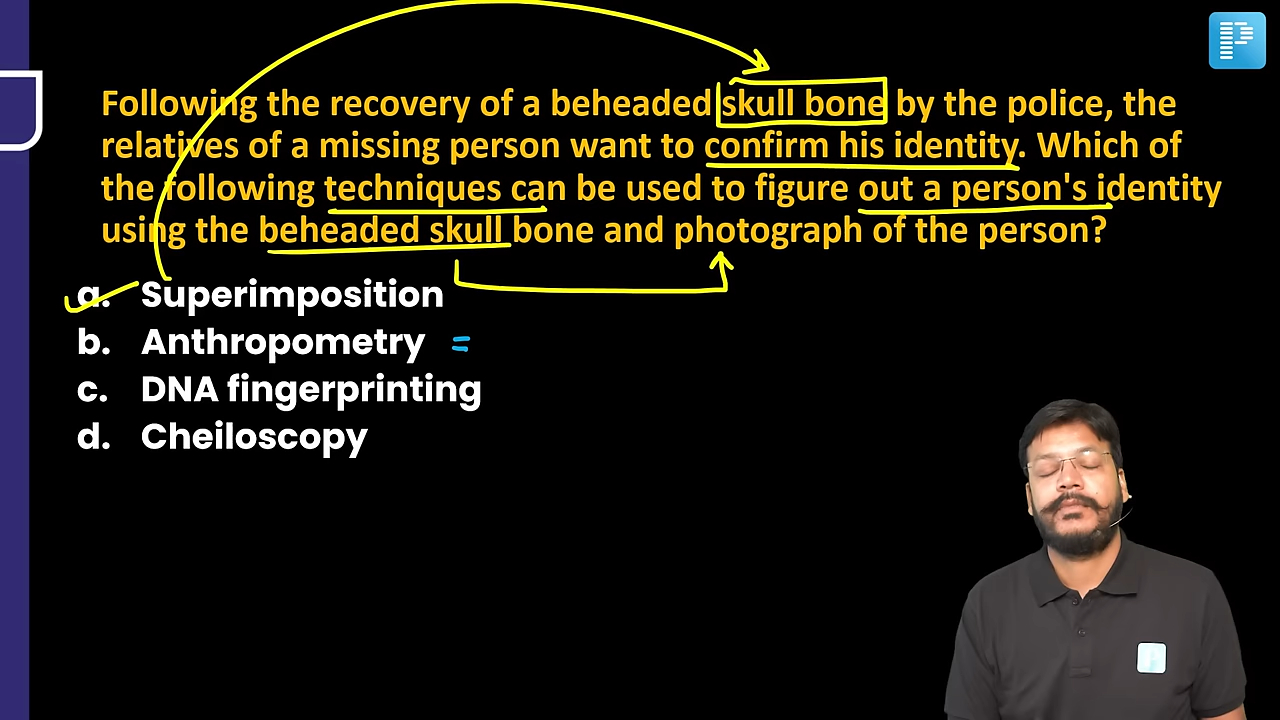 Following the recovery of a beheaded skull bone by the police, the
relatives of a missing person want to confirm his identity. Which of
the following techniques can be used to figure out a person's identity
using the beheaded skull bone and photograph of the person?
a. Superimposition
b. Anthropometry =
c. DNA fingerprinting
d. Cheiloscopy